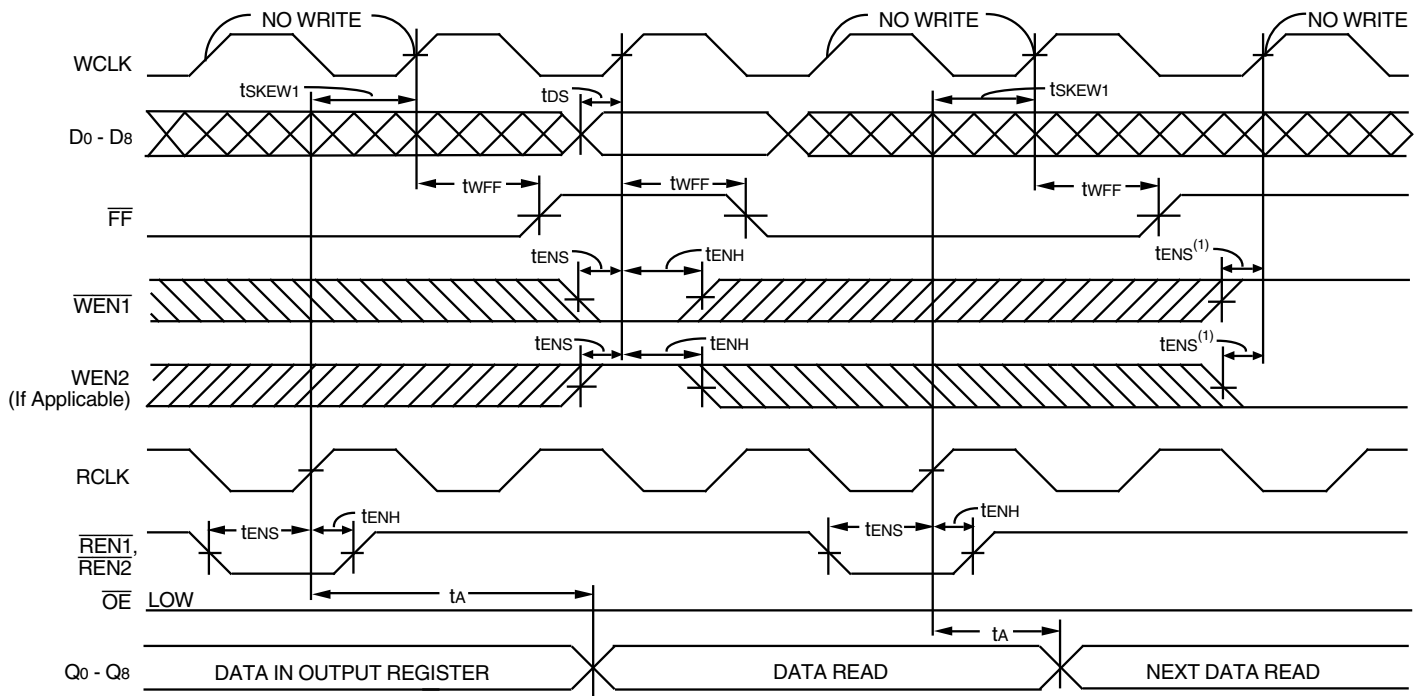 NO WRITE
NO WRITE
NO WRITE
WCLK
tSKEW1
tDS
tSKEW1
D0 - D8
tWFF
tWFF
tWFF
FF
tENS
tENH
tENS(1)
WEN1
tENS
tENH
tENS(1)
WEN2
(If Applicable)
RCLK
tENS
tENH
tENS
tENH
REN1,
REN2
OE LOW
tA
tA
Q0 - Q8
DATA IN OUTPUT REGISTER
DATA READ
NEXT DATA READ